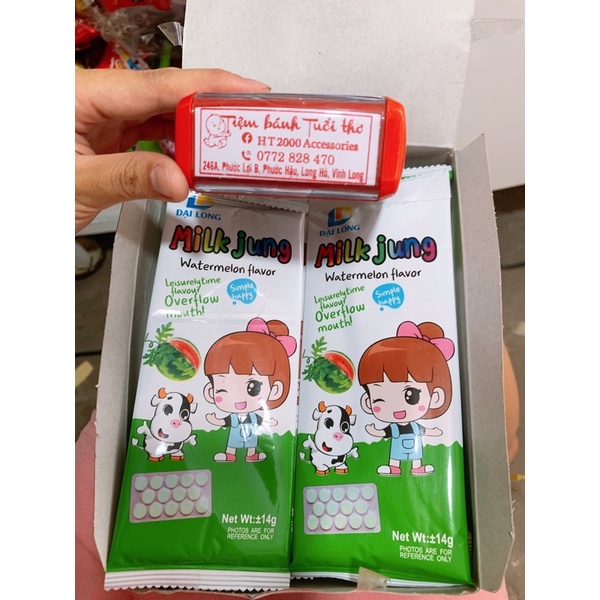 Tiệm bánh Tuổi thơ
HT2000 Accessories
0772 828 470
246A, Phước Lợi B, Phước Hậu, Long Hồ, Vĩnh Long
ĐẠI LONG
Milk jung
Watermelon flavor
Leisurelytime
flavour
Overflow
mouth!
Simple
happy
Net Wt:±14g
PHOTOS ARE FOR
REFERENCE ONLY
ĐẠI LONG
Milk jung
Watermelon flavor
Leisurelytime
flavour
Overflow
mouth!
Simple
happy
Net Wt:±14g
PHOTOS ARE FOR
REFERENCE ONLY